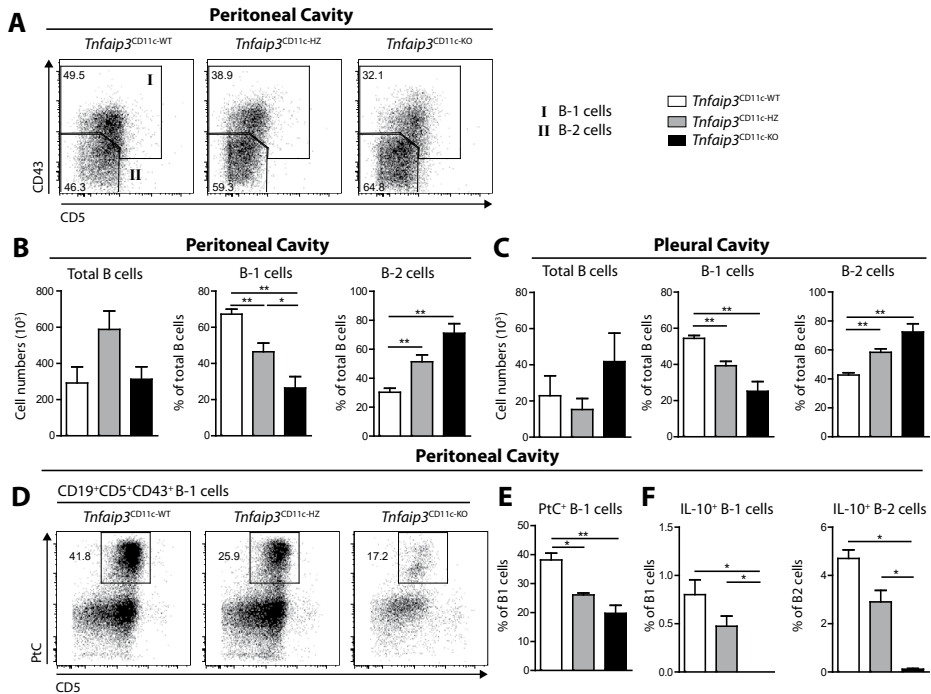 A
Peritoneal Cavity
Tnfaip3CD11c-WT
Tnfaip3CD11c-HZ
Tnfaip3CD11c-KO
49.5
I
II
46.3
38.9
59.3
32.1
64.8
CD43
CD5
I B-1 cells
II B-2 cells
Tnfaip3CD11c-WT
Tnfaip3CD11c-HZ
Tnfaip3CD11c-KO
B
Peritoneal Cavity
Total B cells
Cell numbers (10³)
800
600
400
200
0
B-1 cells
% of total B cells
80
60
40
20
0
**
** *
B-2 cells
% of total B cells
100
80
60
40
20
0
**
**
C
Pleural Cavity
Total B cells
Cell numbers (10³)
80
60
40
20
0
B-1 cells
% of total B cells
80
60
40
20
0
**
**
B-2 cells
% of total B cells
100
80
60
40
20
0
**
**
Peritoneal Cavity
D
CD19⁺CD5⁺CD43⁺ B-1 cells
Tnfaip3CD11c-WT
Tnfaip3CD11c-HZ
Tnfaip3CD11c-KO
41.8
25.9
17.2
PtC
CD5
E
PtC⁺ B-1 cells
% of B1 cells
50
40
30
20
10
0
**
*
F
IL-10⁺ B-1 cells
% of B1 cells
1.5
1.0
0.5
0.0
*
*
IL-10⁺ B-2 cells
% of B2 cells
6
4
2
0
*
*